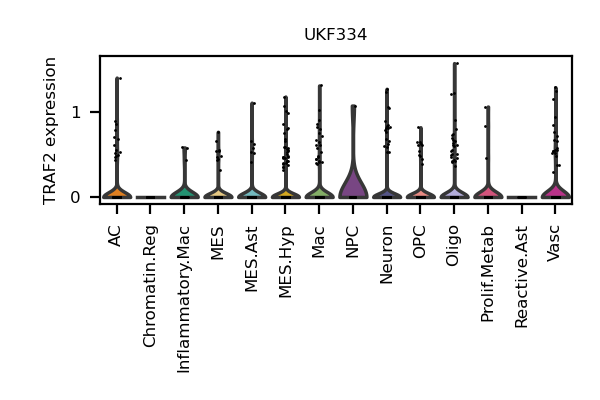 UKF334
TRAF2 expression
1
0
AC
Chromatin.Reg
Inflammatory.Mac
MES
MES.Ast
MES.Hyp
Mac
NPC
Neuron
OPC
Oligo
Prolif.Metab
Reactive.Ast
Vasc